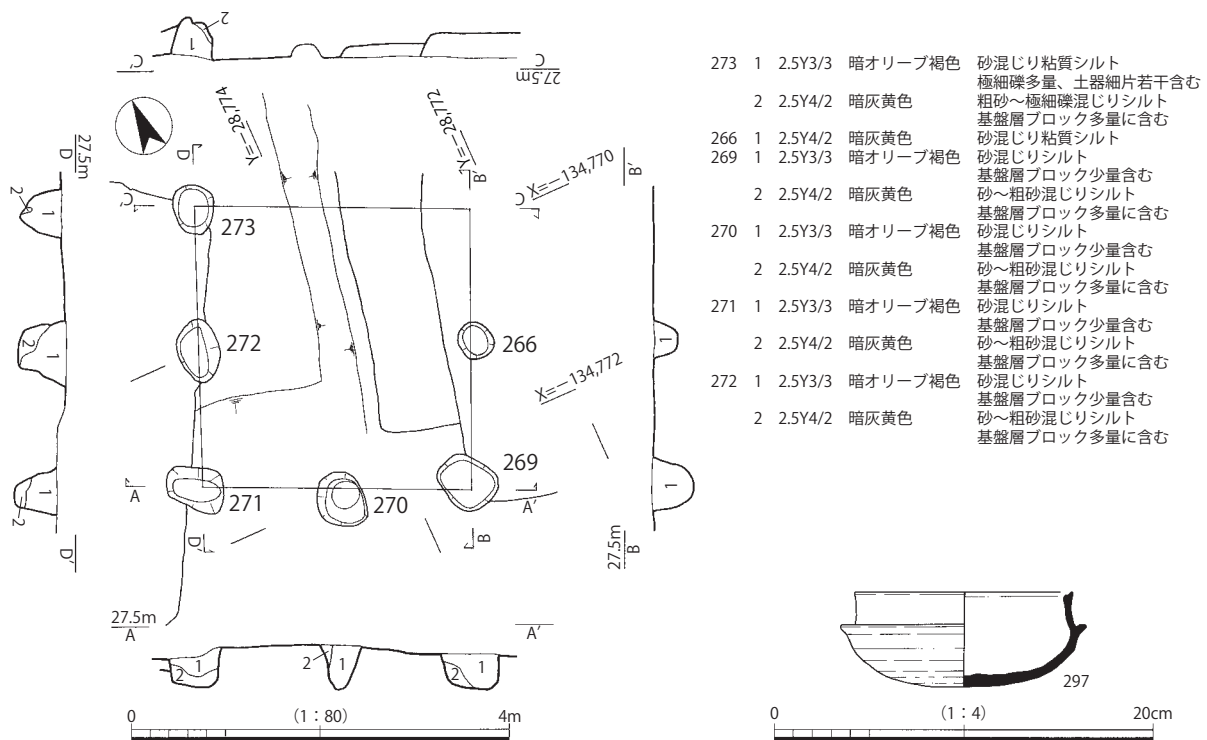 2
1
C'
C
27.5m
Y=−28,774
Y=−28,772
27.5m
D
D
B'
X=−134,770
B'
2
1
C'
C
273
2
1
272
266
1
X=−134,772
269
A
A'
2
1
271
270
1
D'
D'
B
27.5m
B
27.5m
A
A'
2
1
2
1
2
1
0
(1：80)
4m
273 1 2.5Y3/3 暗オリーブ褐色 砂混じり粘質シルト
極細礫多量、土器細片若干含む
2 2.5Y4/2 暗灰黄色 粗砂～極細礫混じりシルト
基盤層ブロック多量に含む
266 1 2.5Y4/2 暗灰黄色 砂混じり粘質シルト
269 1 2.5Y3/3 暗オリーブ褐色 砂混じりシルト
基盤層ブロック少量含む
2 2.5Y4/2 暗灰黄色 砂～粗砂混じりシルト
基盤層ブロック多量に含む
270 1 2.5Y3/3 暗オリーブ褐色 砂混じりシルト
基盤層ブロック少量含む
2 2.5Y4/2 暗灰黄色 砂～粗砂混じりシルト
基盤層ブロック多量に含む
271 1 2.5Y3/3 暗オリーブ褐色 砂混じりシルト
基盤層ブロック少量含む
2 2.5Y4/2 暗灰黄色 砂～粗砂混じりシルト
基盤層ブロック多量に含む
272 1 2.5Y3/3 暗オリーブ褐色 砂混じりシルト
基盤層ブロック少量含む
2 2.5Y4/2 暗灰黄色 砂～粗砂混じりシルト
基盤層ブロック多量に含む
297
0
(1：4)
20cm